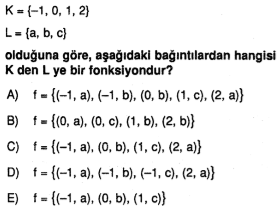 K = {−1, 0, 1, 2}
L = {a, b, c}
olduğuna göre, aşağıdaki bağıntılardan hangisi
K den L ye bir fonksiyondur?
A) f = {(−1, a), (−1, b), (0, b), (1, c), (2, a)}
B) f = {(0, a), (0, c), (1, b), (2, b)}
C) f = {(−1, a), (0, b), (1, c), (2, a)}
D) f = {(−1, a), (−1, b), (−1, c), (2, a)}
E) f = {(−1, a), (0, b), (1, c)}